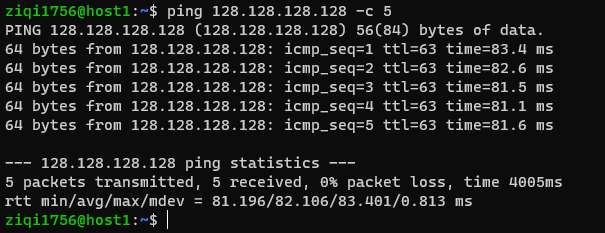 ziqi1756@host1:~$ ping 128.128.128.128 -c 5
PING 128.128.128.128 (128.128.128.128) 56(84) bytes of data.
64 bytes from 128.128.128.128: icmp_seq=1 ttl=63 time=83.4 ms
64 bytes from 128.128.128.128: icmp_seq=2 ttl=63 time=82.6 ms
64 bytes from 128.128.128.128: icmp_seq=3 ttl=63 time=81.5 ms
64 bytes from 128.128.128.128: icmp_seq=4 ttl=63 time=81.1 ms
64 bytes from 128.128.128.128: icmp_seq=5 ttl=63 time=81.6 ms
--- 128.128.128.128 ping statistics ---
5 packets transmitted, 5 received, 0% packet loss, time 4005ms
rtt min/avg/max/mdev = 81.196/82.106/83.401/0.813 ms
ziqi1756@host1:~$